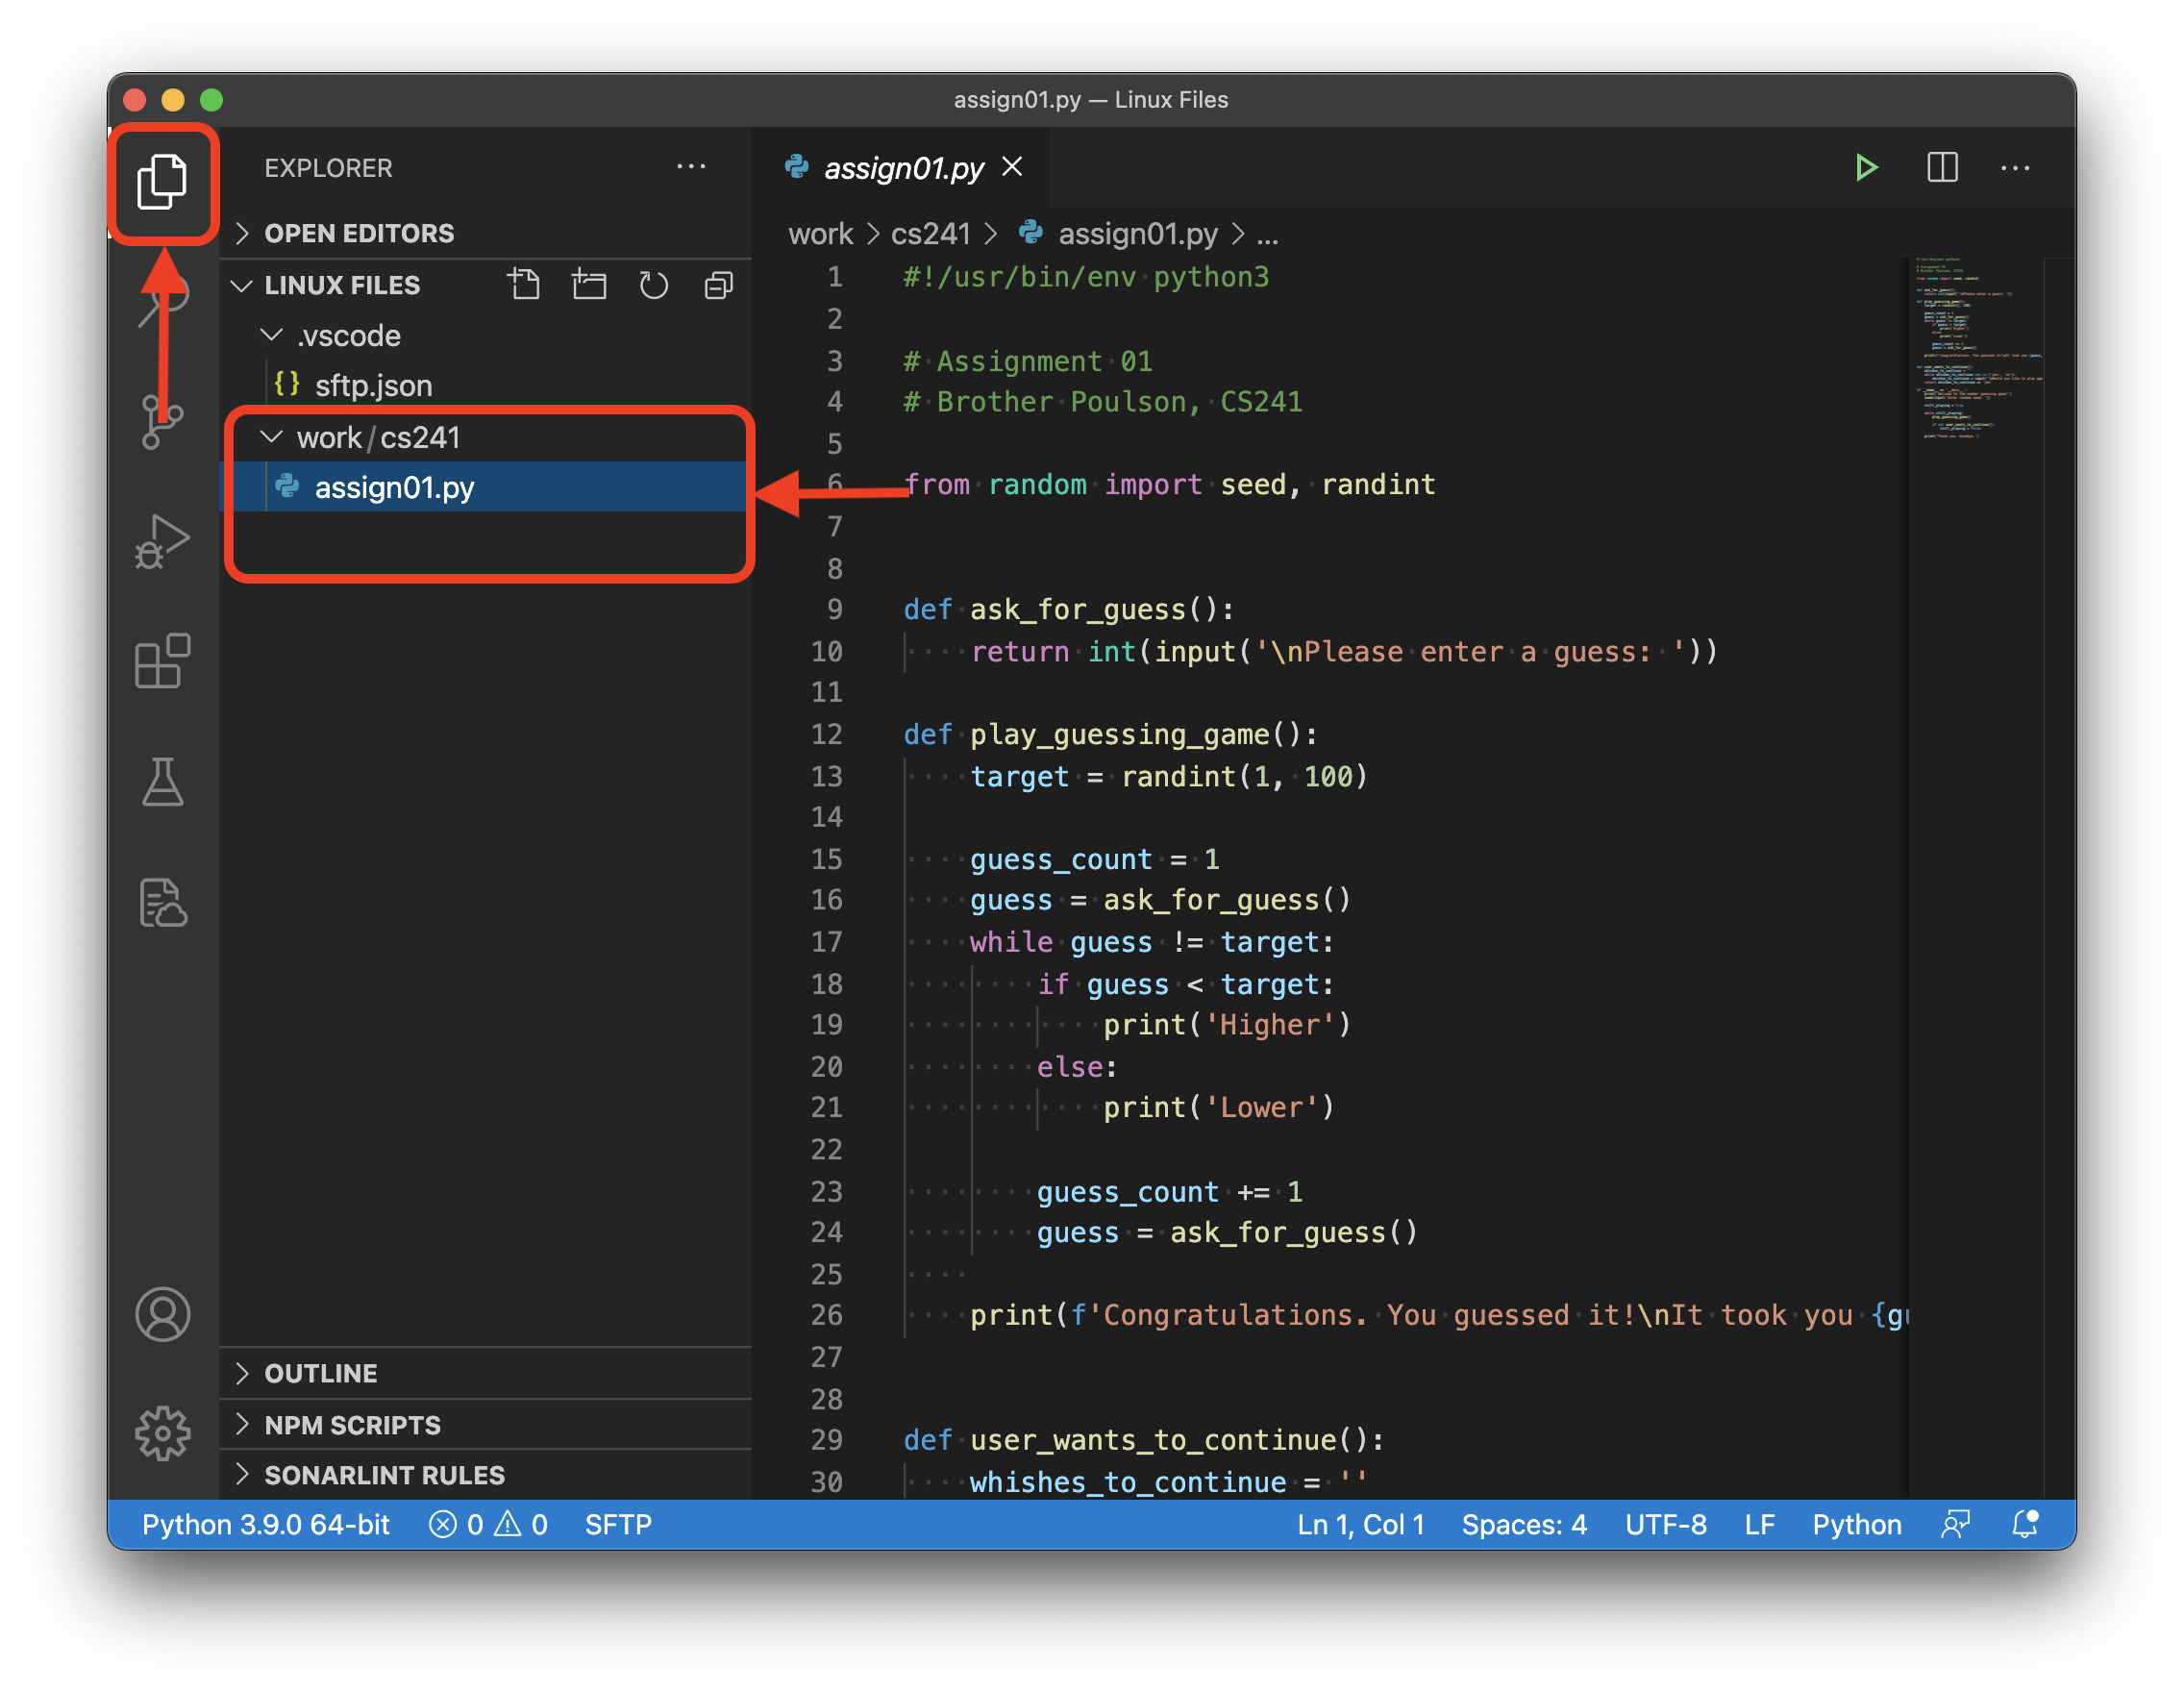 assign01.py — Linux Files
EXPLORER
OPEN EDITORS
LINUX FILES
.vscode
{} sftp.json
work/cs241
assign01.py
OUTLINE
NPM SCRIPTS
SONARLINT RULES
assign01.py
work > cs241 > assign01.py > ...
1 #!/usr/bin/env python3
2
3 # Assignment 01
4 # Brother Poulson, CS241
5
6 from random import seed, randint
7
8
9 def ask_for_guess():
10     return int(input('\nPlease enter a guess: '))
11
12 def play_guessing_game():
13     target = randint(1, 100)
14
15     guess_count = 1
16     guess = ask_for_guess()
17     while guess != target:
18         if guess < target:
19             print('Higher')
20         else:
21             print('Lower')
22
23         guess_count += 1
24         guess = ask_for_guess()
25
26     print(f'Congratulations. You guessed it!\nIt took you {gu
27
28
29 def user_wants_to_continue():
30     whishes_to_continue = ''
Python 3.9.0 64-bit 0 0 SFTP Ln 1, Col 1 Spaces: 4 UTF-8 LF Python